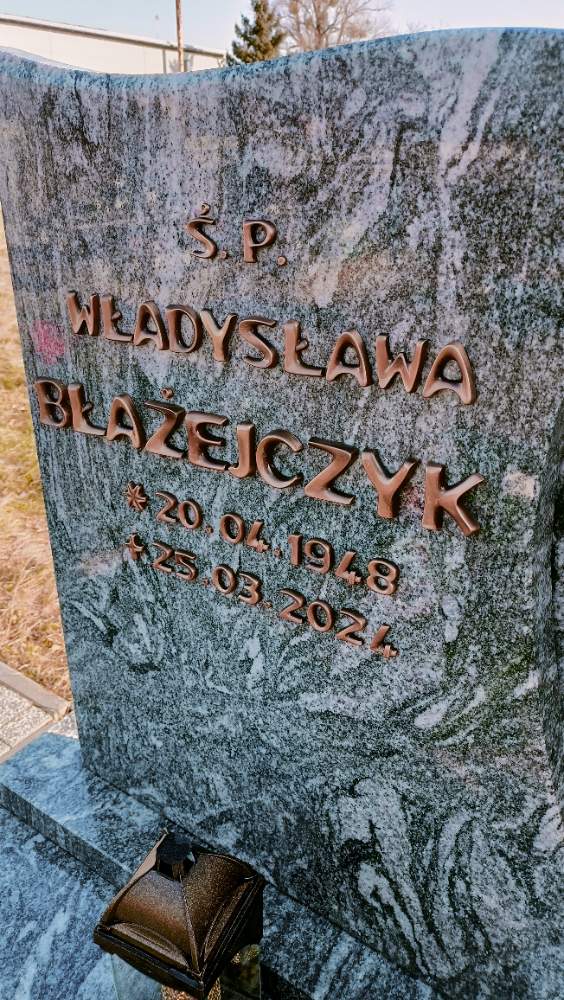 Ś.P.
WŁADYSŁAWA
BŁAŻEJCZYK
* 20.04.1948
+ 25.03.2024